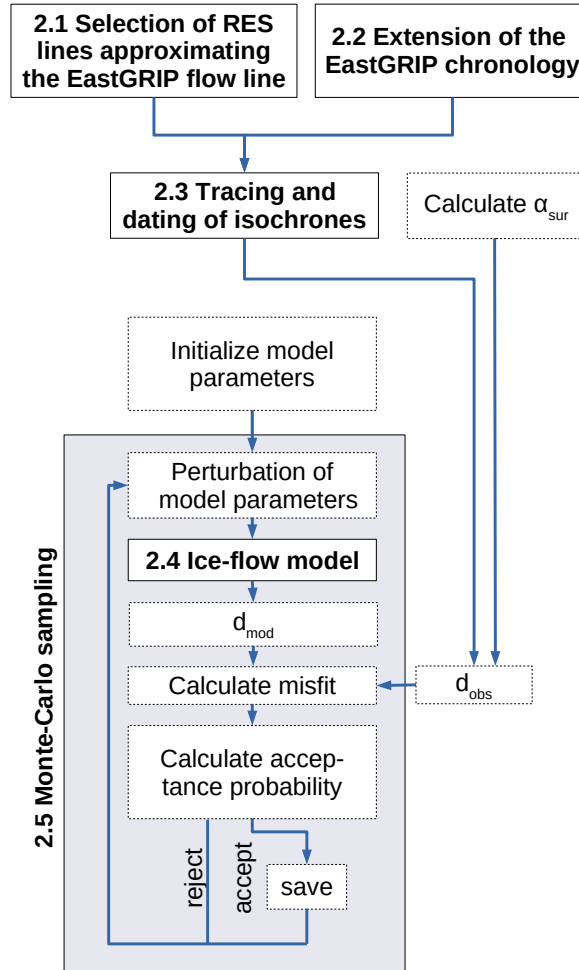 2.1 Selection of RES
lines approximating
the EastGRIP flow line
2.2 Extension of the
EastGRIP chronology
2.3 Tracing and
dating of isochrones
Calculate αsur
Initialize model
parameters
2.5 Monte-Carlo sampling
Perturbation of
model parameters
2.4 Ice-flow model
dmod
Calculate misfit
dobs
Calculate accep-
tance probability
reject
accept
save